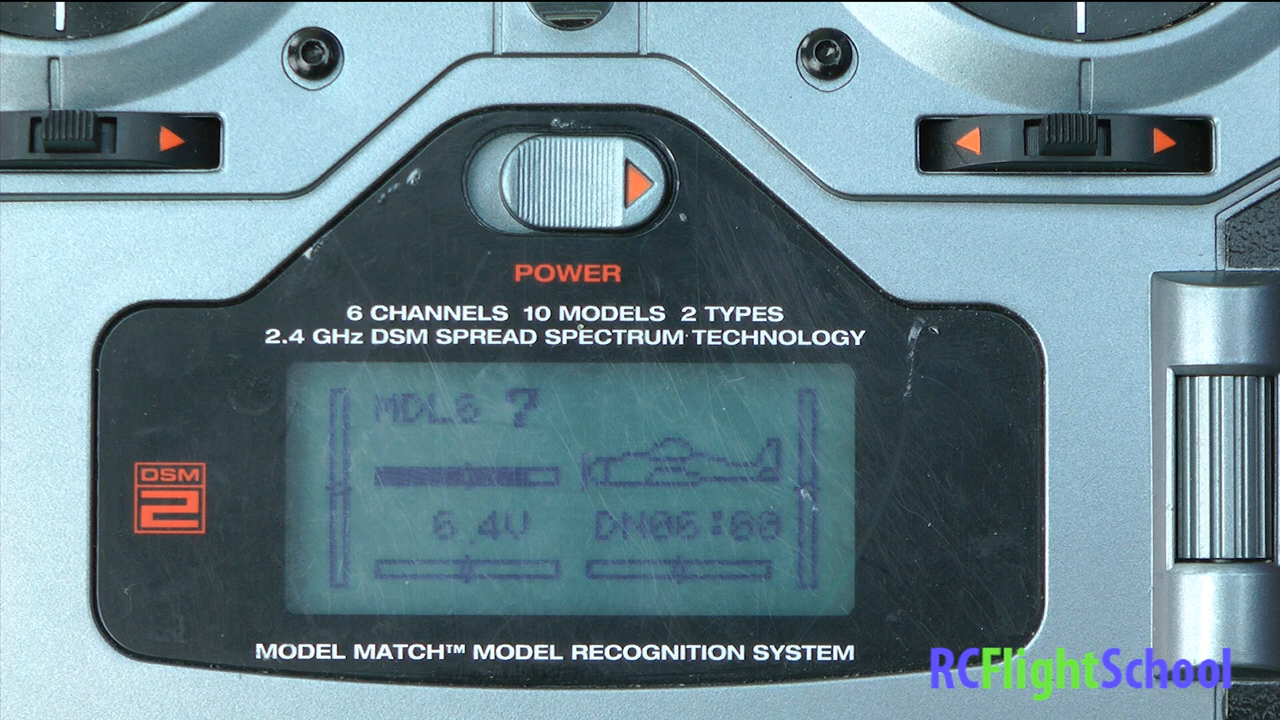 POWER
6 CHANNELS 10 MODELS 2 TYPES
2.4 GHz DSM SPREAD SPECTRUM TECHNOLOGY
MDL6 7
6.4V DN06:00
DSM
2
MODEL MATCH™ MODEL RECOGNITION SYSTEM
RCFlightSchool